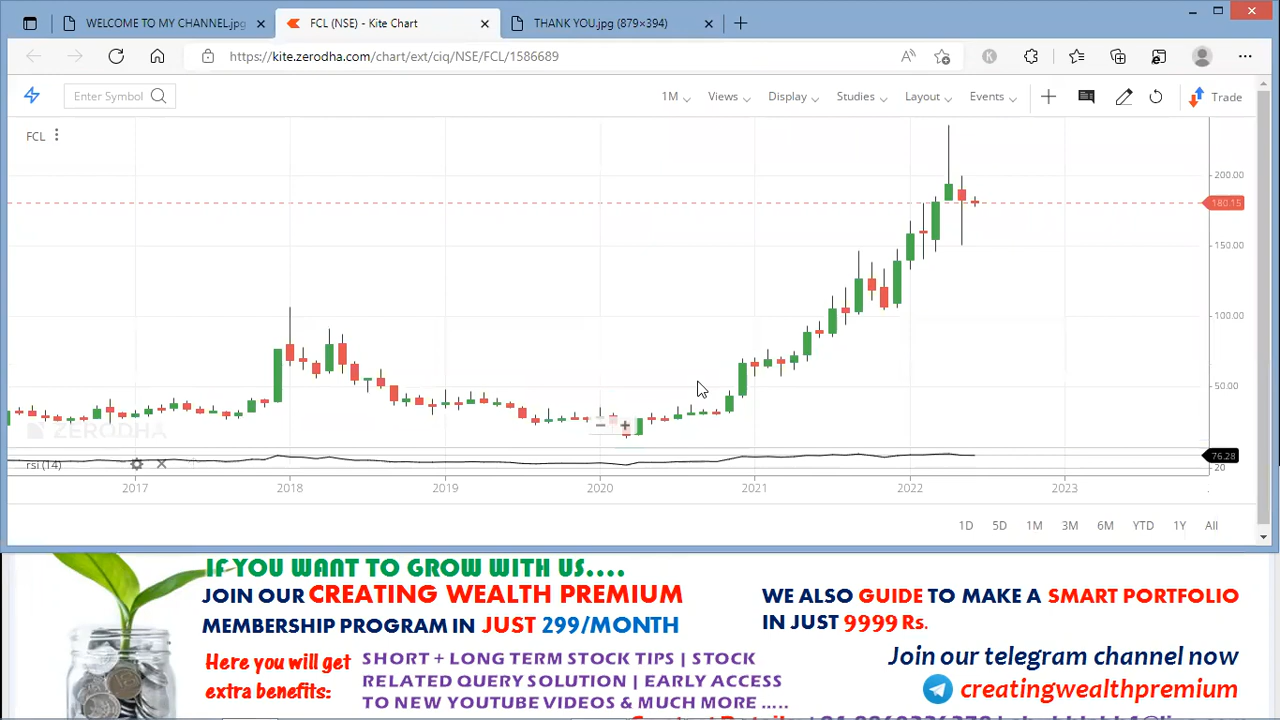 WELCOME TO MY CHANNEL.jpg
FCL (NSE) - Kite Chart
THANK YOU.jpg (879×394)
https://kite.zerodha.com/chart/ext/ciq/NSE/FCL/1586689
Enter Symbol
1M Views Display Studies Layout Events Trade
FCL
200.00
180.15
150.00
100.00
50.00
ZERODHA
rsi (14)
76.28
20
2017 2018 2019 2020 2021 2022 2023
1D 5D 1M 3M 6M YTD 1Y All
IF YOU WANT TO GROW WITH US....
JOIN OUR CREATING WEALTH PREMIUM
MEMBERSHIP PROGRAM IN JUST 299/MONTH
Here you will get
extra benefits:
SHORT + LONG TERM STOCK TIPS | STOCK
RELATED QUERY SOLUTION | EARLY ACCESS
TO NEW YOUTUBE VIDEOS & MUCH MORE .....
WE ALSO GUIDE TO MAKE A SMART PORTFOLIO
IN JUST 9999 Rs.
Join our telegram channel now
creatingwealthpremium